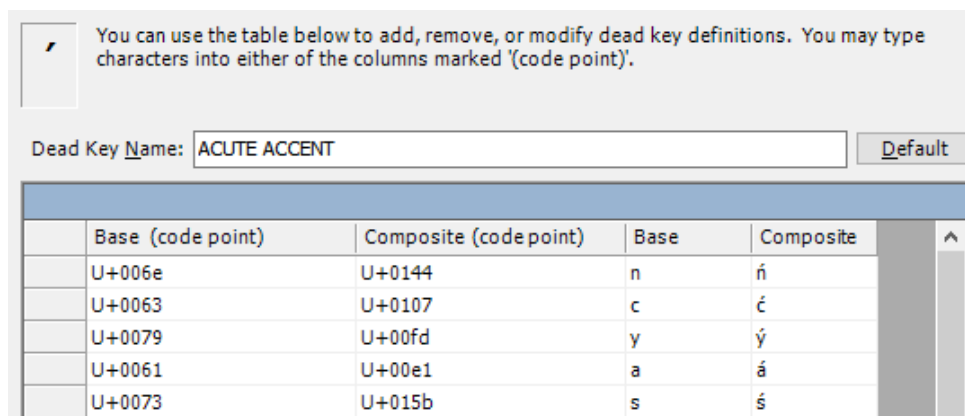 ´
You can use the table below to add, remove, or modify dead key definitions. You may type
characters into either of the columns marked '(code point)'.
Dead Key Name: ACUTE ACCENT Default
Base (code point) Composite (code point) Base Composite
U+006e U+0144 n ń
U+0063 U+0107 c ć
U+0079 U+00fd y ý
U+0061 U+00e1 a á
U+0073 U+015b s ś